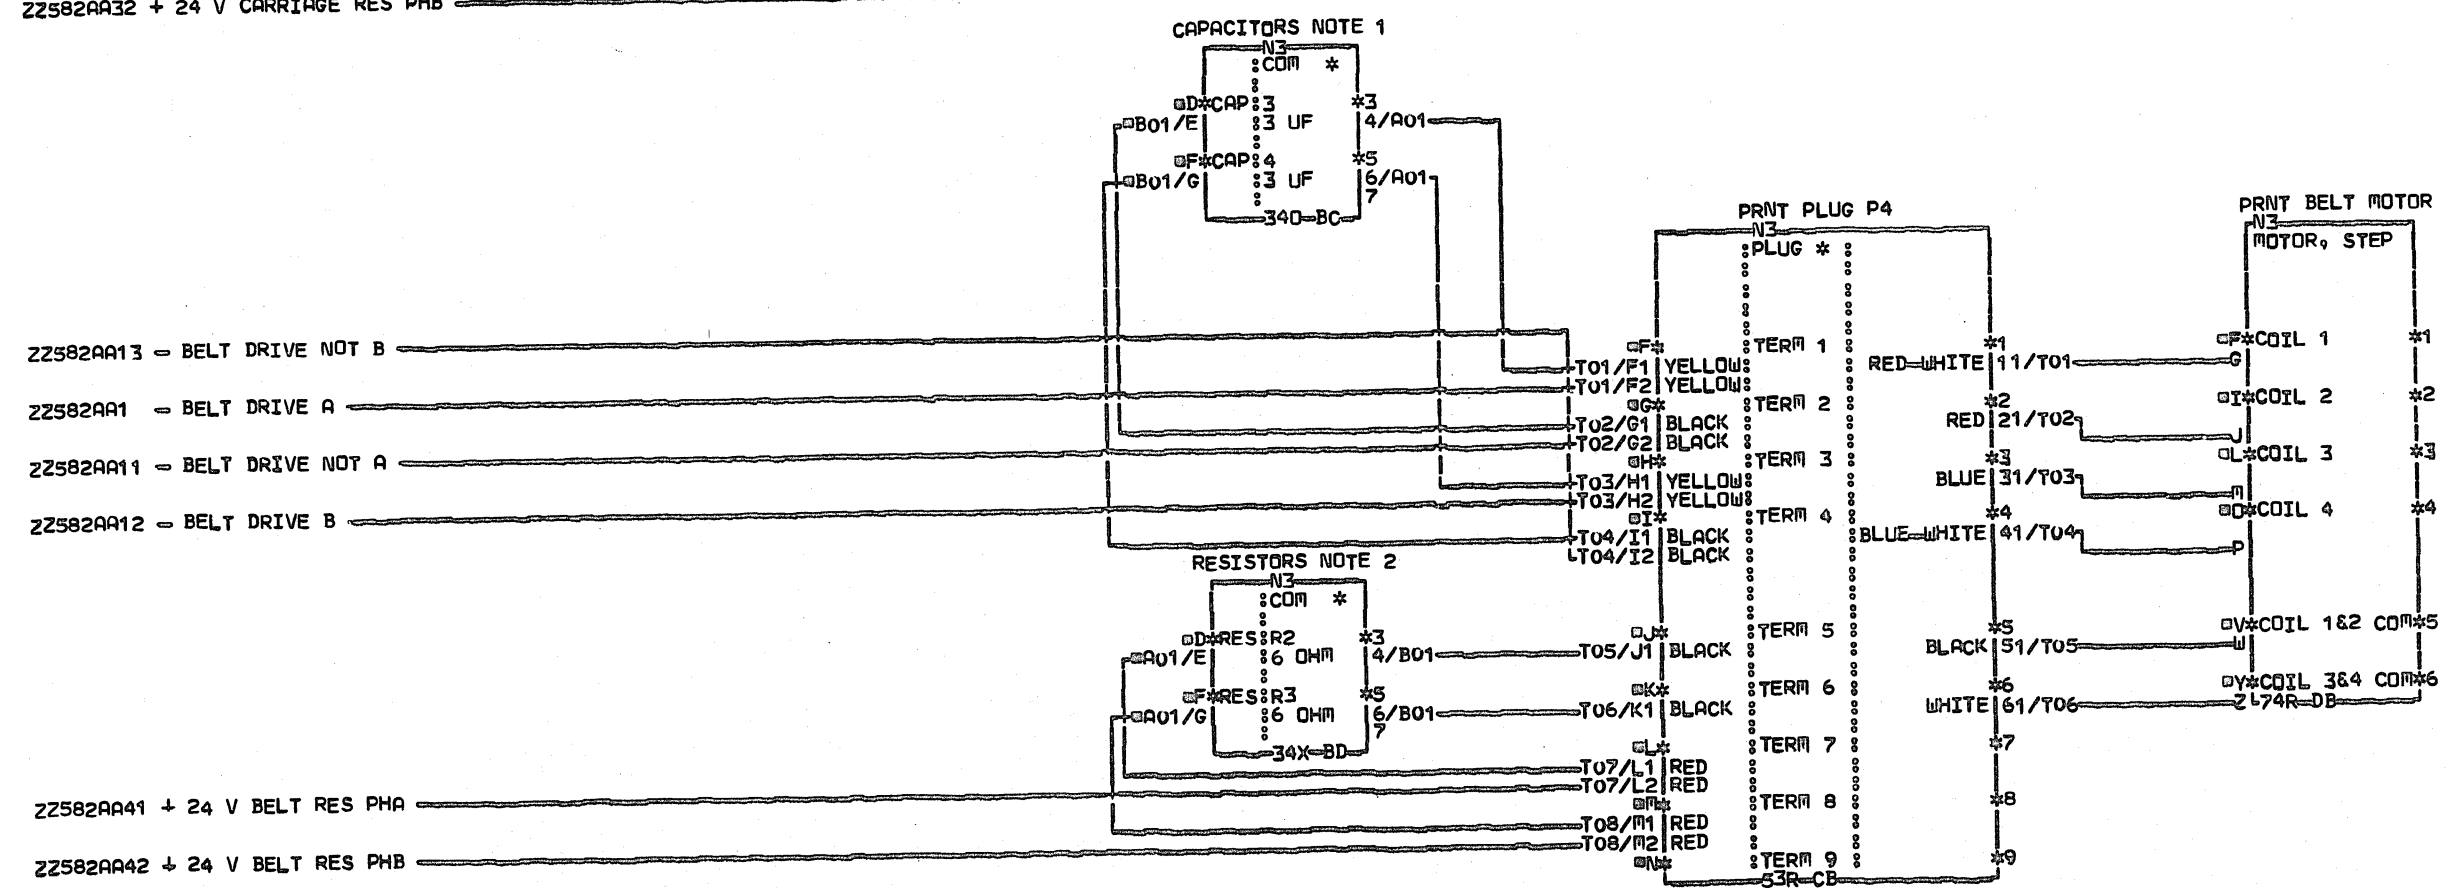 ZZ582AA32 + 24 V CARRIAGE RES PHB
CAPACITORS NOTE 1
N3
COM *
D*CAP 3 *3
B01/E 3 UF 4/A01
F*CAP 4 *5
B01/G 3 UF 6/A01
7
340-BC
PRNT PLUG P4
N3
PLUG *
PRNT BELT MOTOR
N3
MOTOR, STEP
ZZ582AA13 - BELT DRIVE NOT B
F* TERM 1 *1
T01/F1 YELLOW RED-WHITE 11/T01
T01/F2 YELLOW
F*COIL 1 *1
G
ZZ582AA1 - BELT DRIVE A
G* TERM 2 *2
T02/G1 BLACK RED 21/T02
T02/G2 BLACK
I*COIL 2 *2
J
ZZ582AA11 - BELT DRIVE NOT A
H* TERM 3 *3
T03/H1 YELLOW BLUE 31/T03
T03/H2 YELLOW
L*COIL 3 *3
M
ZZ582AA12 - BELT DRIVE B
I* TERM 4 *4
T04/I1 BLACK BLUE-WHITE 41/T04
T04/I2 BLACK
O*COIL 4 *4
P
RESISTORS NOTE 2
N3
COM *
D*RES R2 *3
A01/E 6 OHM 4/B01
F*RES R3 *5
A01/G 6 OHM 6/B01
7
34X-BD
J* TERM 5 *5
T05/J1 BLACK BLACK 51/T05
V*COIL 1&2 COM*5
W
K* TERM 6 *6
T06/K1 BLACK WHITE 61/T06
Y*COIL 3&4 COM*6
Z 74R-DB
L* TERM 7 *7
T07/L1 RED
T07/L2 RED
ZZ582AA41 + 24 V BELT RES PHA
M* TERM 8 *8
T08/M1 RED
T08/M2 RED
ZZ582AA42 + 24 V BELT RES PHB
N* TERM 9 *9
53R-CB